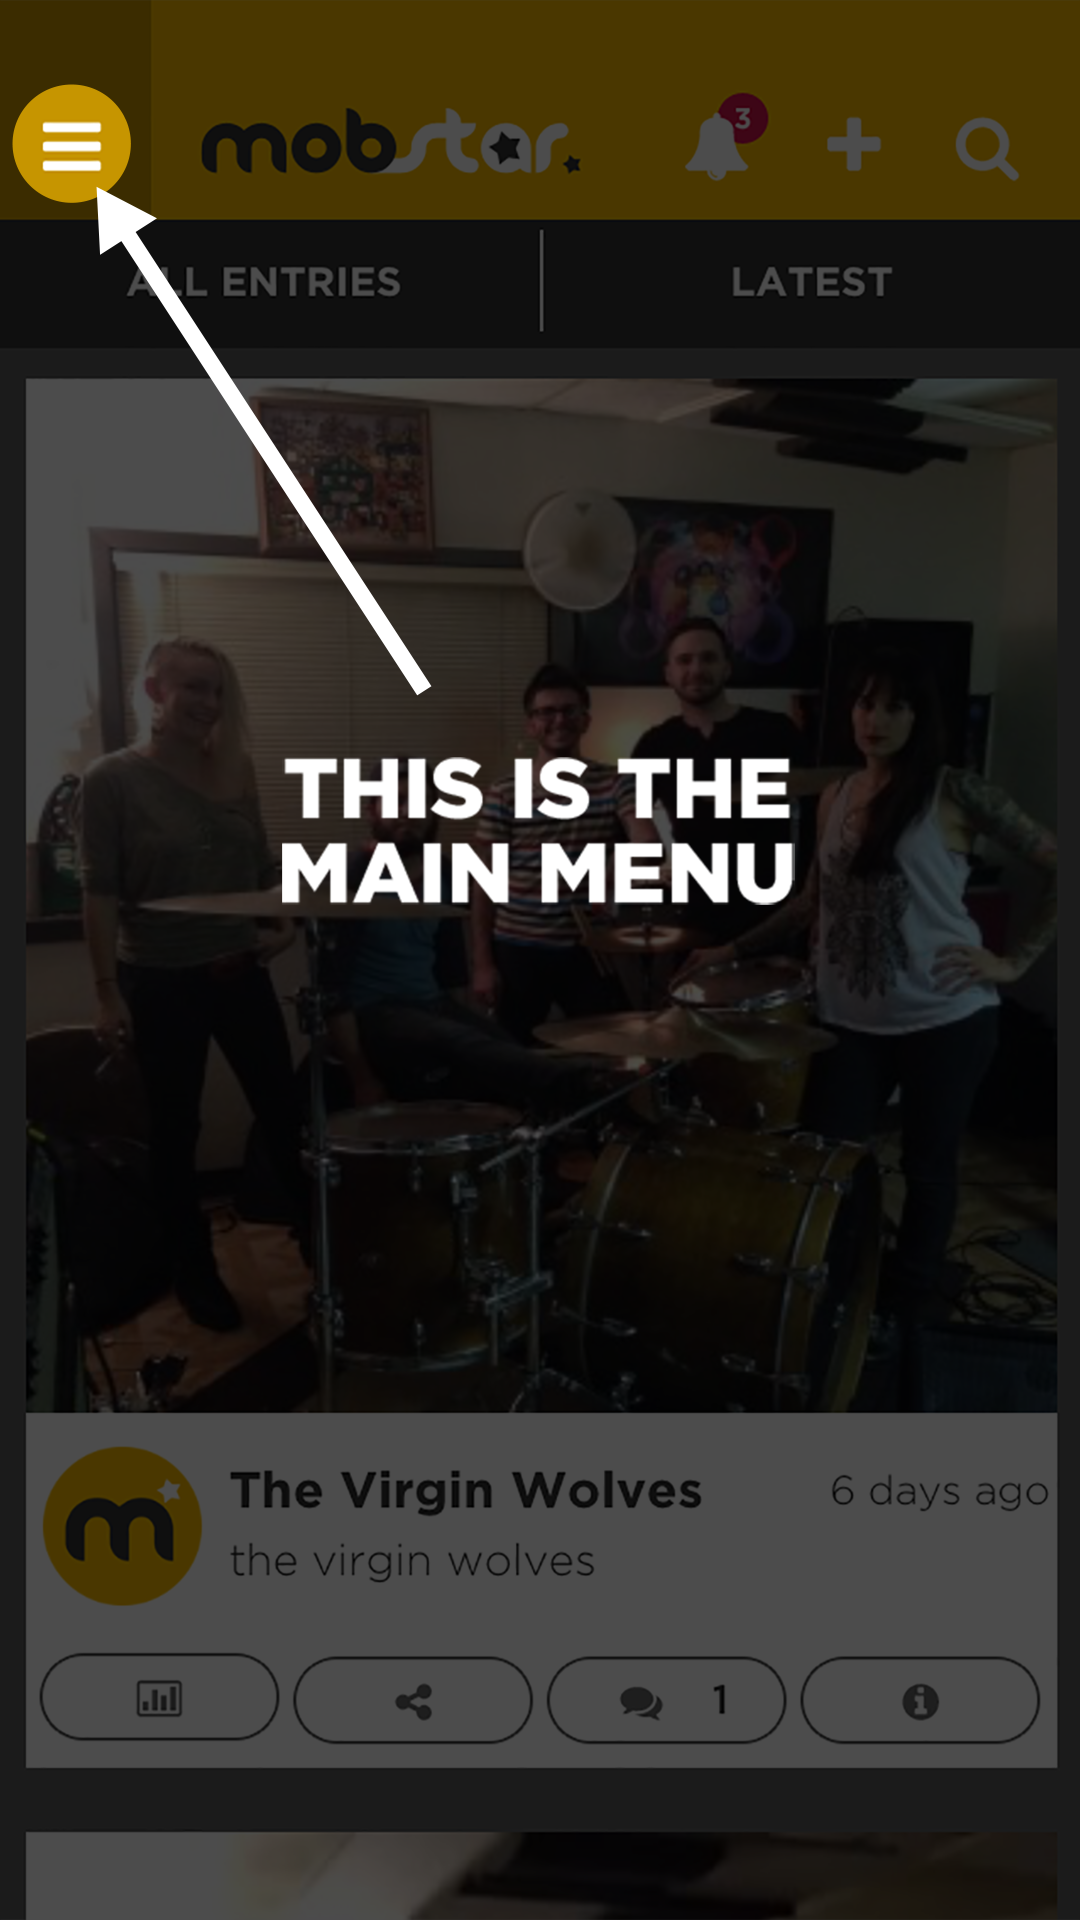 mobstar.
3
ALL ENTRIES
LATEST
THIS IS THE
MAIN MENU
The Virgin Wolves
6 days ago
the virgin wolves
1